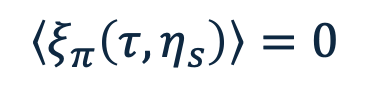 ⟨ξ_π(τ, η_s)⟩ = 0